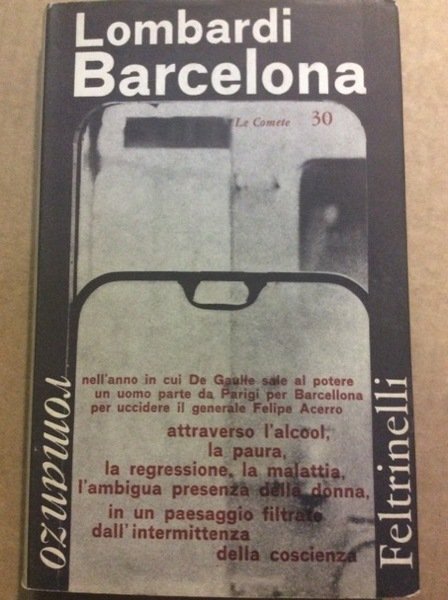 Lombardi
Barcelona
Le Comete 30
nell'anno in cui De Gaulle sale al potere
un uomo parte da Parigi per Barcellona
per uccidere il generale Felipe Acerro
attraverso l'alcool,
la paura,
la regressione, la malattia,
l'ambigua presenza della donna,
in un paesaggio filtrato
dall'intermittenza
della coscienza
romanzo
Feltrinelli